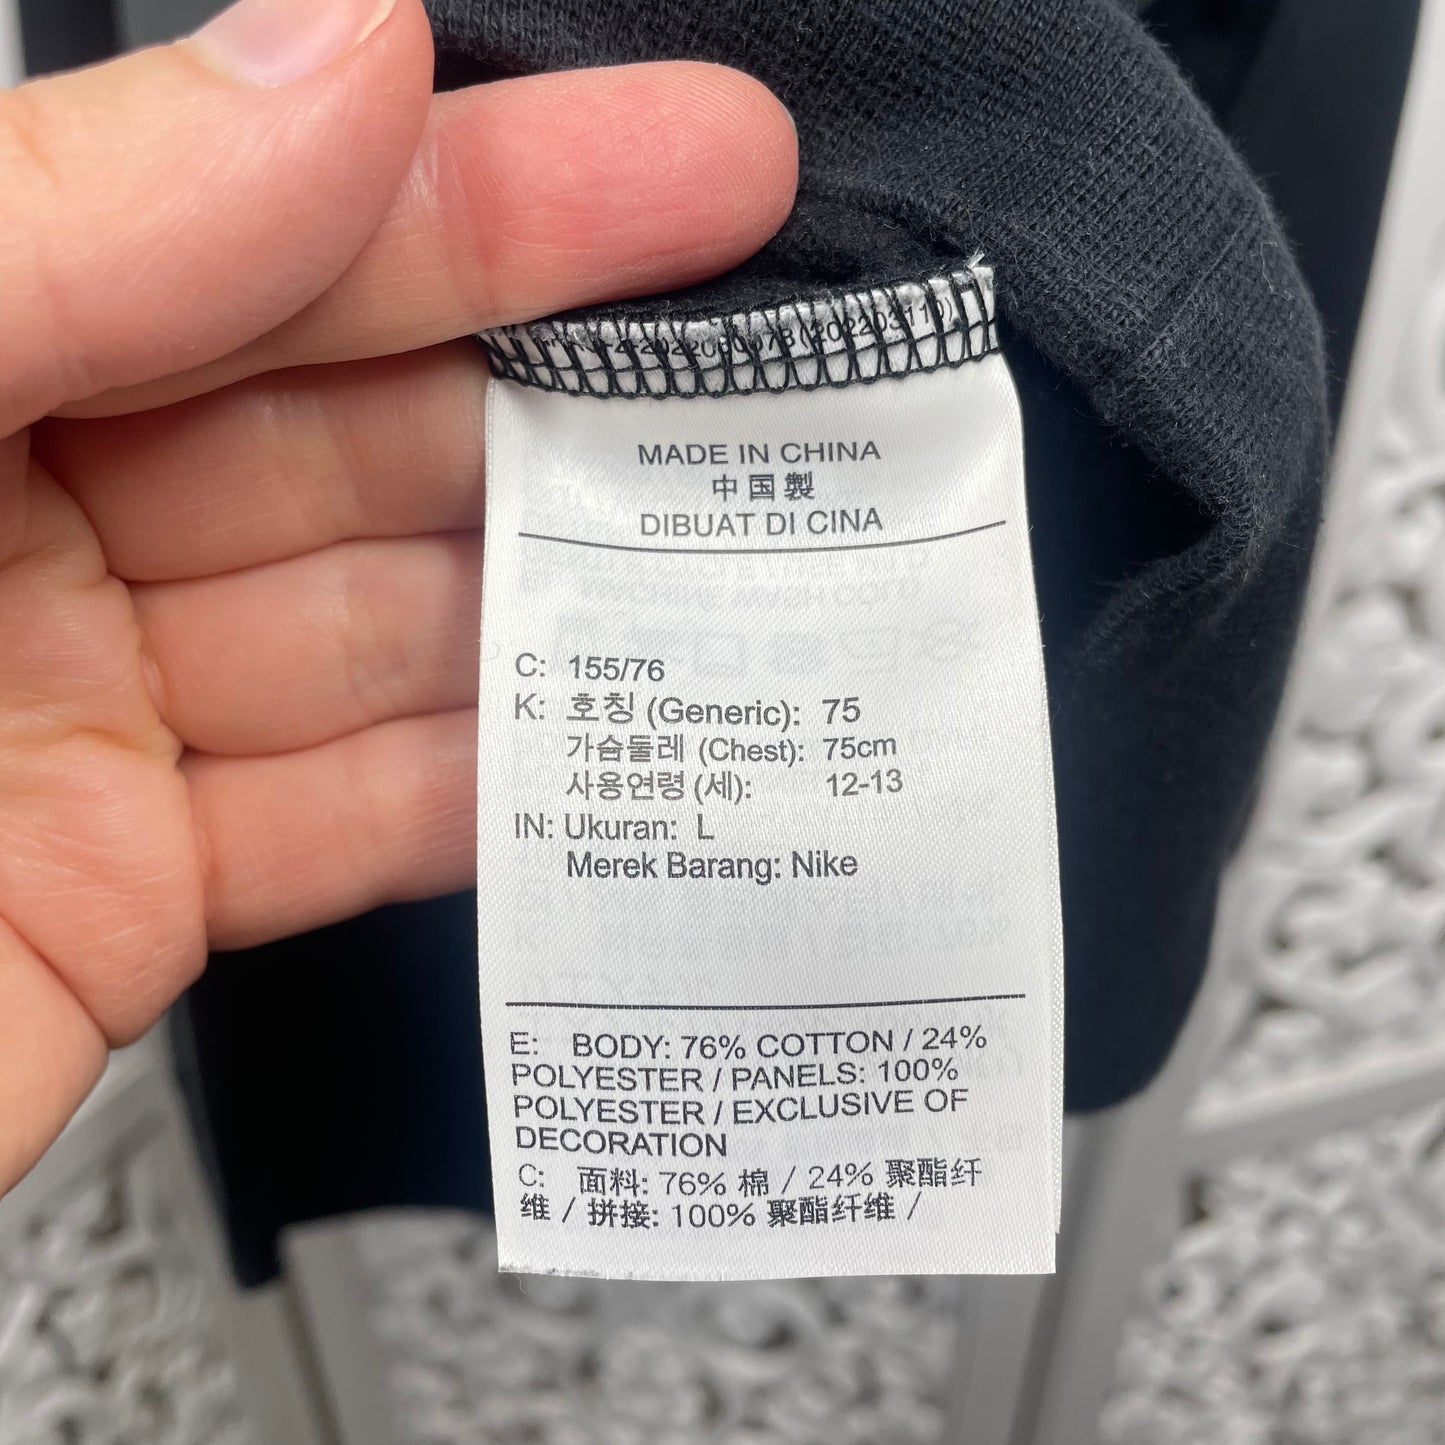 MADE IN CHINA
中国製
DIBUAT DI CINA
C: 155/76
K: 호칭 (Generic): 75
가슴둘레 (Chest): 75cm
사용연령 (세): 12-13
IN: Ukuran: L
Merek Barang: Nike
E: BODY: 76% COTTON / 24%
POLYESTER / PANELS: 100%
POLYESTER / EXCLUSIVE OF
DECORATION
C: 面料: 76% 棉 / 24% 聚酯纤
维 / 拼接: 100% 聚酯纤维 /